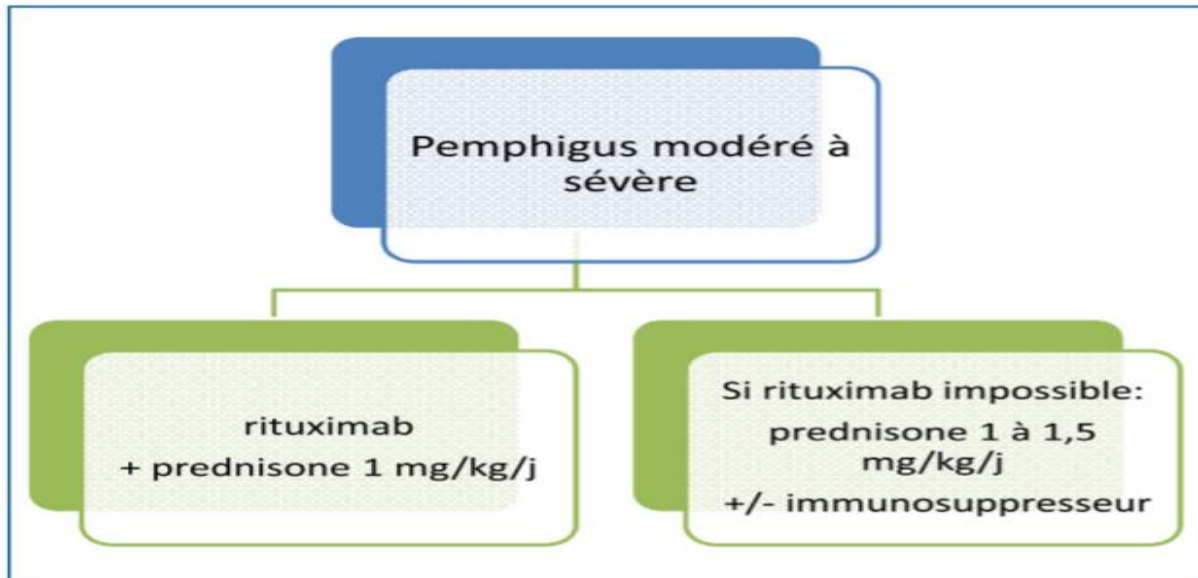 Pemphigus modéré à
sévère
rituximab
+ prednisone 1 mg/kg/j
Si rituximab impossible:
prednisone 1 à 1,5
mg/kg/j
+/- immunosuppresseur